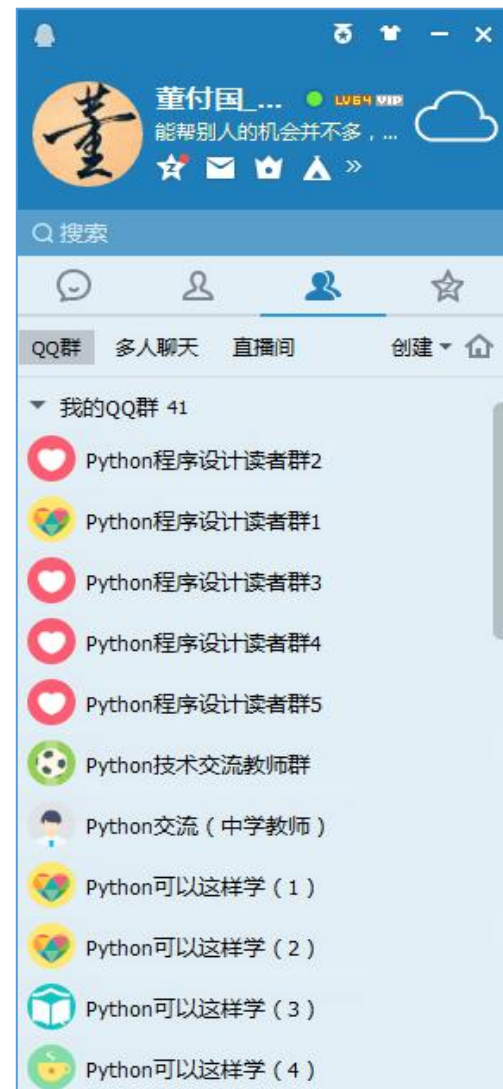 董付国_...
LV64 VIP
能帮别人的机会并不多，...
搜索
QQ群 多人聊天 直播间 创建
我的QQ群 41
Python程序设计读者群2
Python程序设计读者群1
Python程序设计读者群3
Python程序设计读者群4
Python程序设计读者群5
Python技术交流教师群
Python交流（中学教师）
Python可以这样学（1）
Python可以这样学（2）
Python可以这样学（3）
Python可以这样学（4）